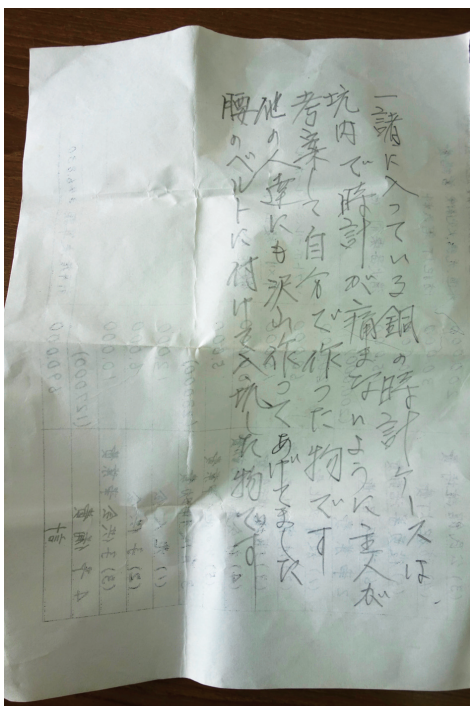 一諸に入っている銅の時計ケースは、
坑内で時計が痛まないように主人が
考案して自分で作った物です
他の人達にも沢山作ってあげてました
腰のベルトに付けて入坑した物です